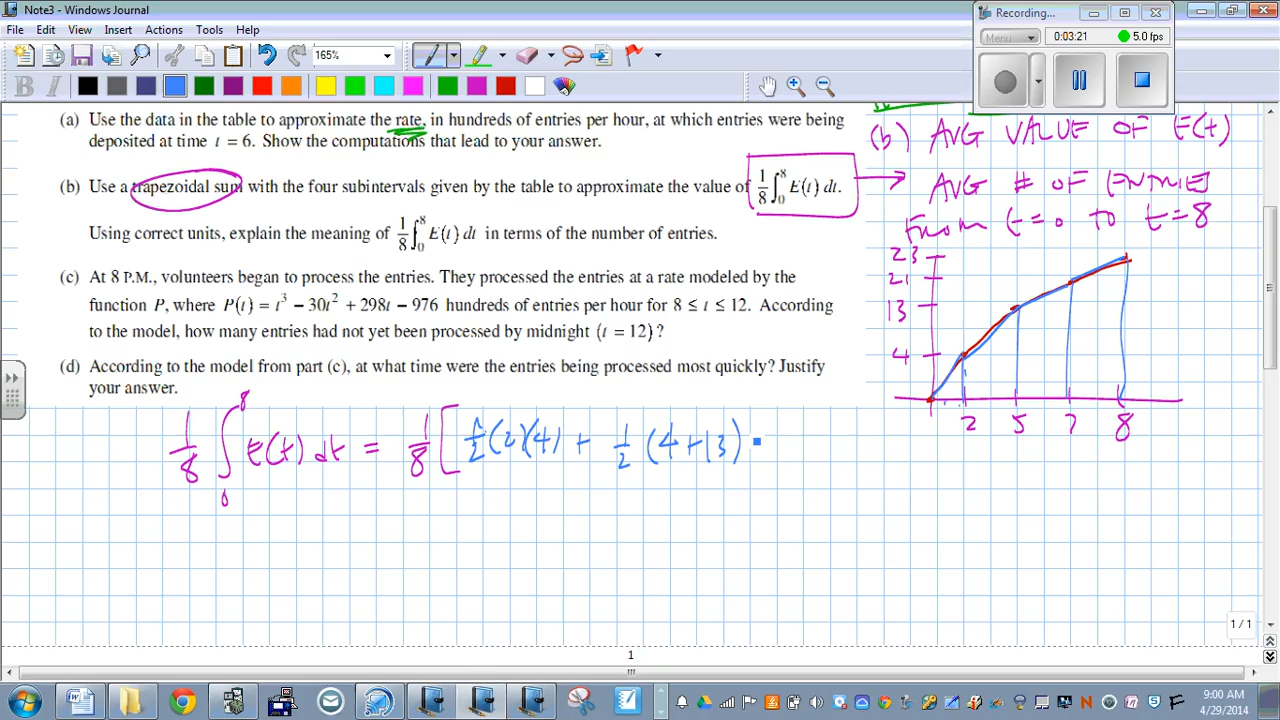 Note3 - Windows Journal
File Edit View Insert Actions Tools Help
165%
Recording...
Menu
0:03:21
5.0 fps
(a) Use the data in the table to approximate the rate, in hundreds of entries per hour, at which entries were being
deposited at time t = 6. Show the computations that lead to your answer.
(b) Use a trapezoidal sum with the four subintervals given by the table to approximate the value of 1/8 ∫₀⁸ E(t) dt.
Using correct units, explain the meaning of 1/8 ∫₀⁸ E(t) dt in terms of the number of entries.
(c) At 8 P.M., volunteers began to process the entries. They processed the entries at a rate modeled by the
function P, where P(t) = t³ − 30t² + 298t − 976 hundreds of entries per hour for 8 ≤ t ≤ 12. According
to the model, how many entries had not yet been processed by midnight (t = 12)?
(d) According to the model from part (c), at what time were the entries being processed most quickly? Justify
your answer.
(b) AVG VALUE OF E(t)
AVG # OF ENTRIES
From t=0 to t=8
23
21
13
4
2 5 7 8
1/8 ∫₀⁸ E(t) dt = 1/8 [ 1/2 (2)(4) + 1/2 (4+13) ·
1 / 1
1
9:00 AM
4/29/2014